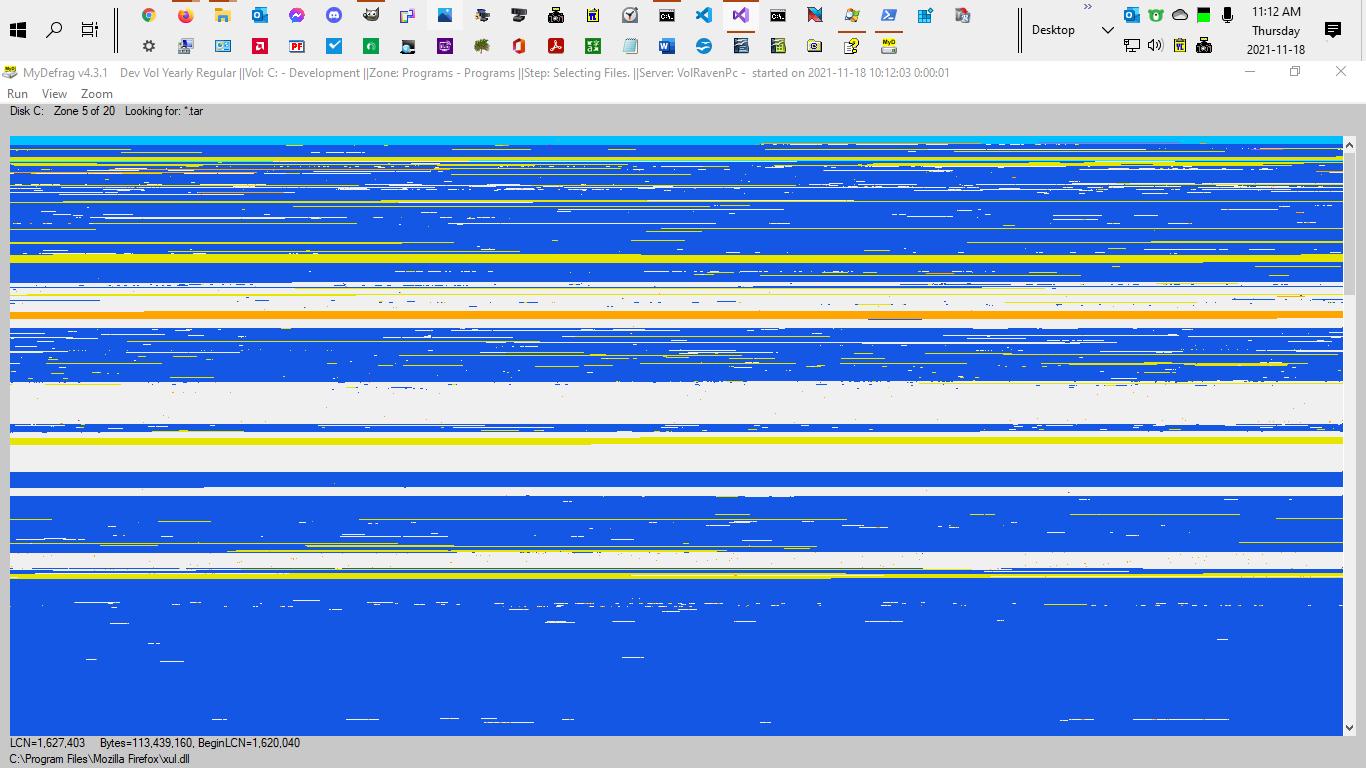 11:12 AM
Desktop
Thursday
2021-11-18
MyDefrag v4.3.1 Dev Vol Yearly Regular ||Vol: C: - Development ||Zone: Programs - Programs ||Step: Selecting Files. ||Server: VolRavenPc - started on 2021-11-18 10:12:03 0:00:01
Run View Zoom
Disk C: Zone 5 of 20 Looking for: *.tar
LCN=1,627,403 Bytes=113,439,160, BeginLCN=1,620,040
C:\Program Files\Mozilla Firefox\xul.dll